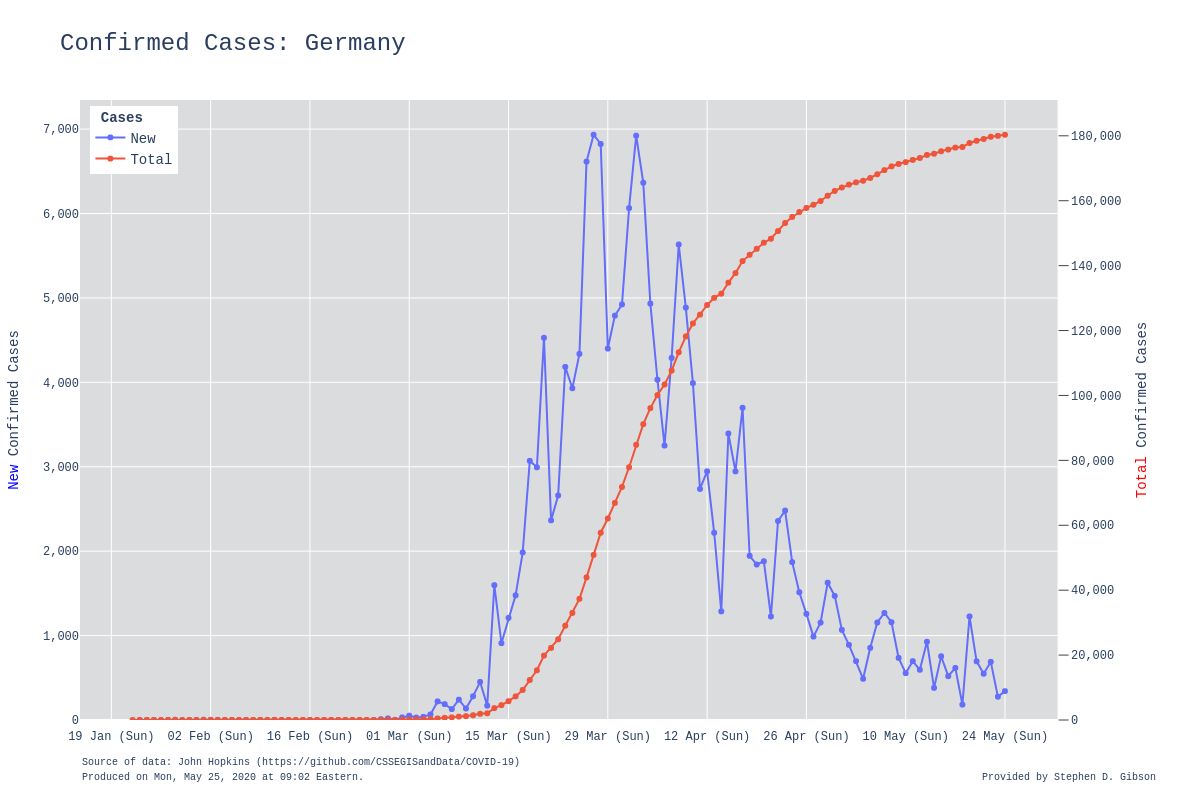 Confirmed Cases: Germany
Cases
New
Total
7,000
6,000
5,000
4,000
3,000
2,000
1,000
0
180,000
160,000
140,000
120,000
100,000
80,000
60,000
40,000
20,000
0
New Confirmed Cases
Total Confirmed Cases
19 Jan (Sun) 02 Feb (Sun) 16 Feb (Sun) 01 Mar (Sun) 15 Mar (Sun) 29 Mar (Sun) 12 Apr (Sun) 26 Apr (Sun) 10 May (Sun) 24 May (Sun)
Source of data: John Hopkins (https://github.com/CSSEGISandData/COVID-19)
Produced on Mon, May 25, 2020 at 09:02 Eastern.
Provided by Stephen D. Gibson